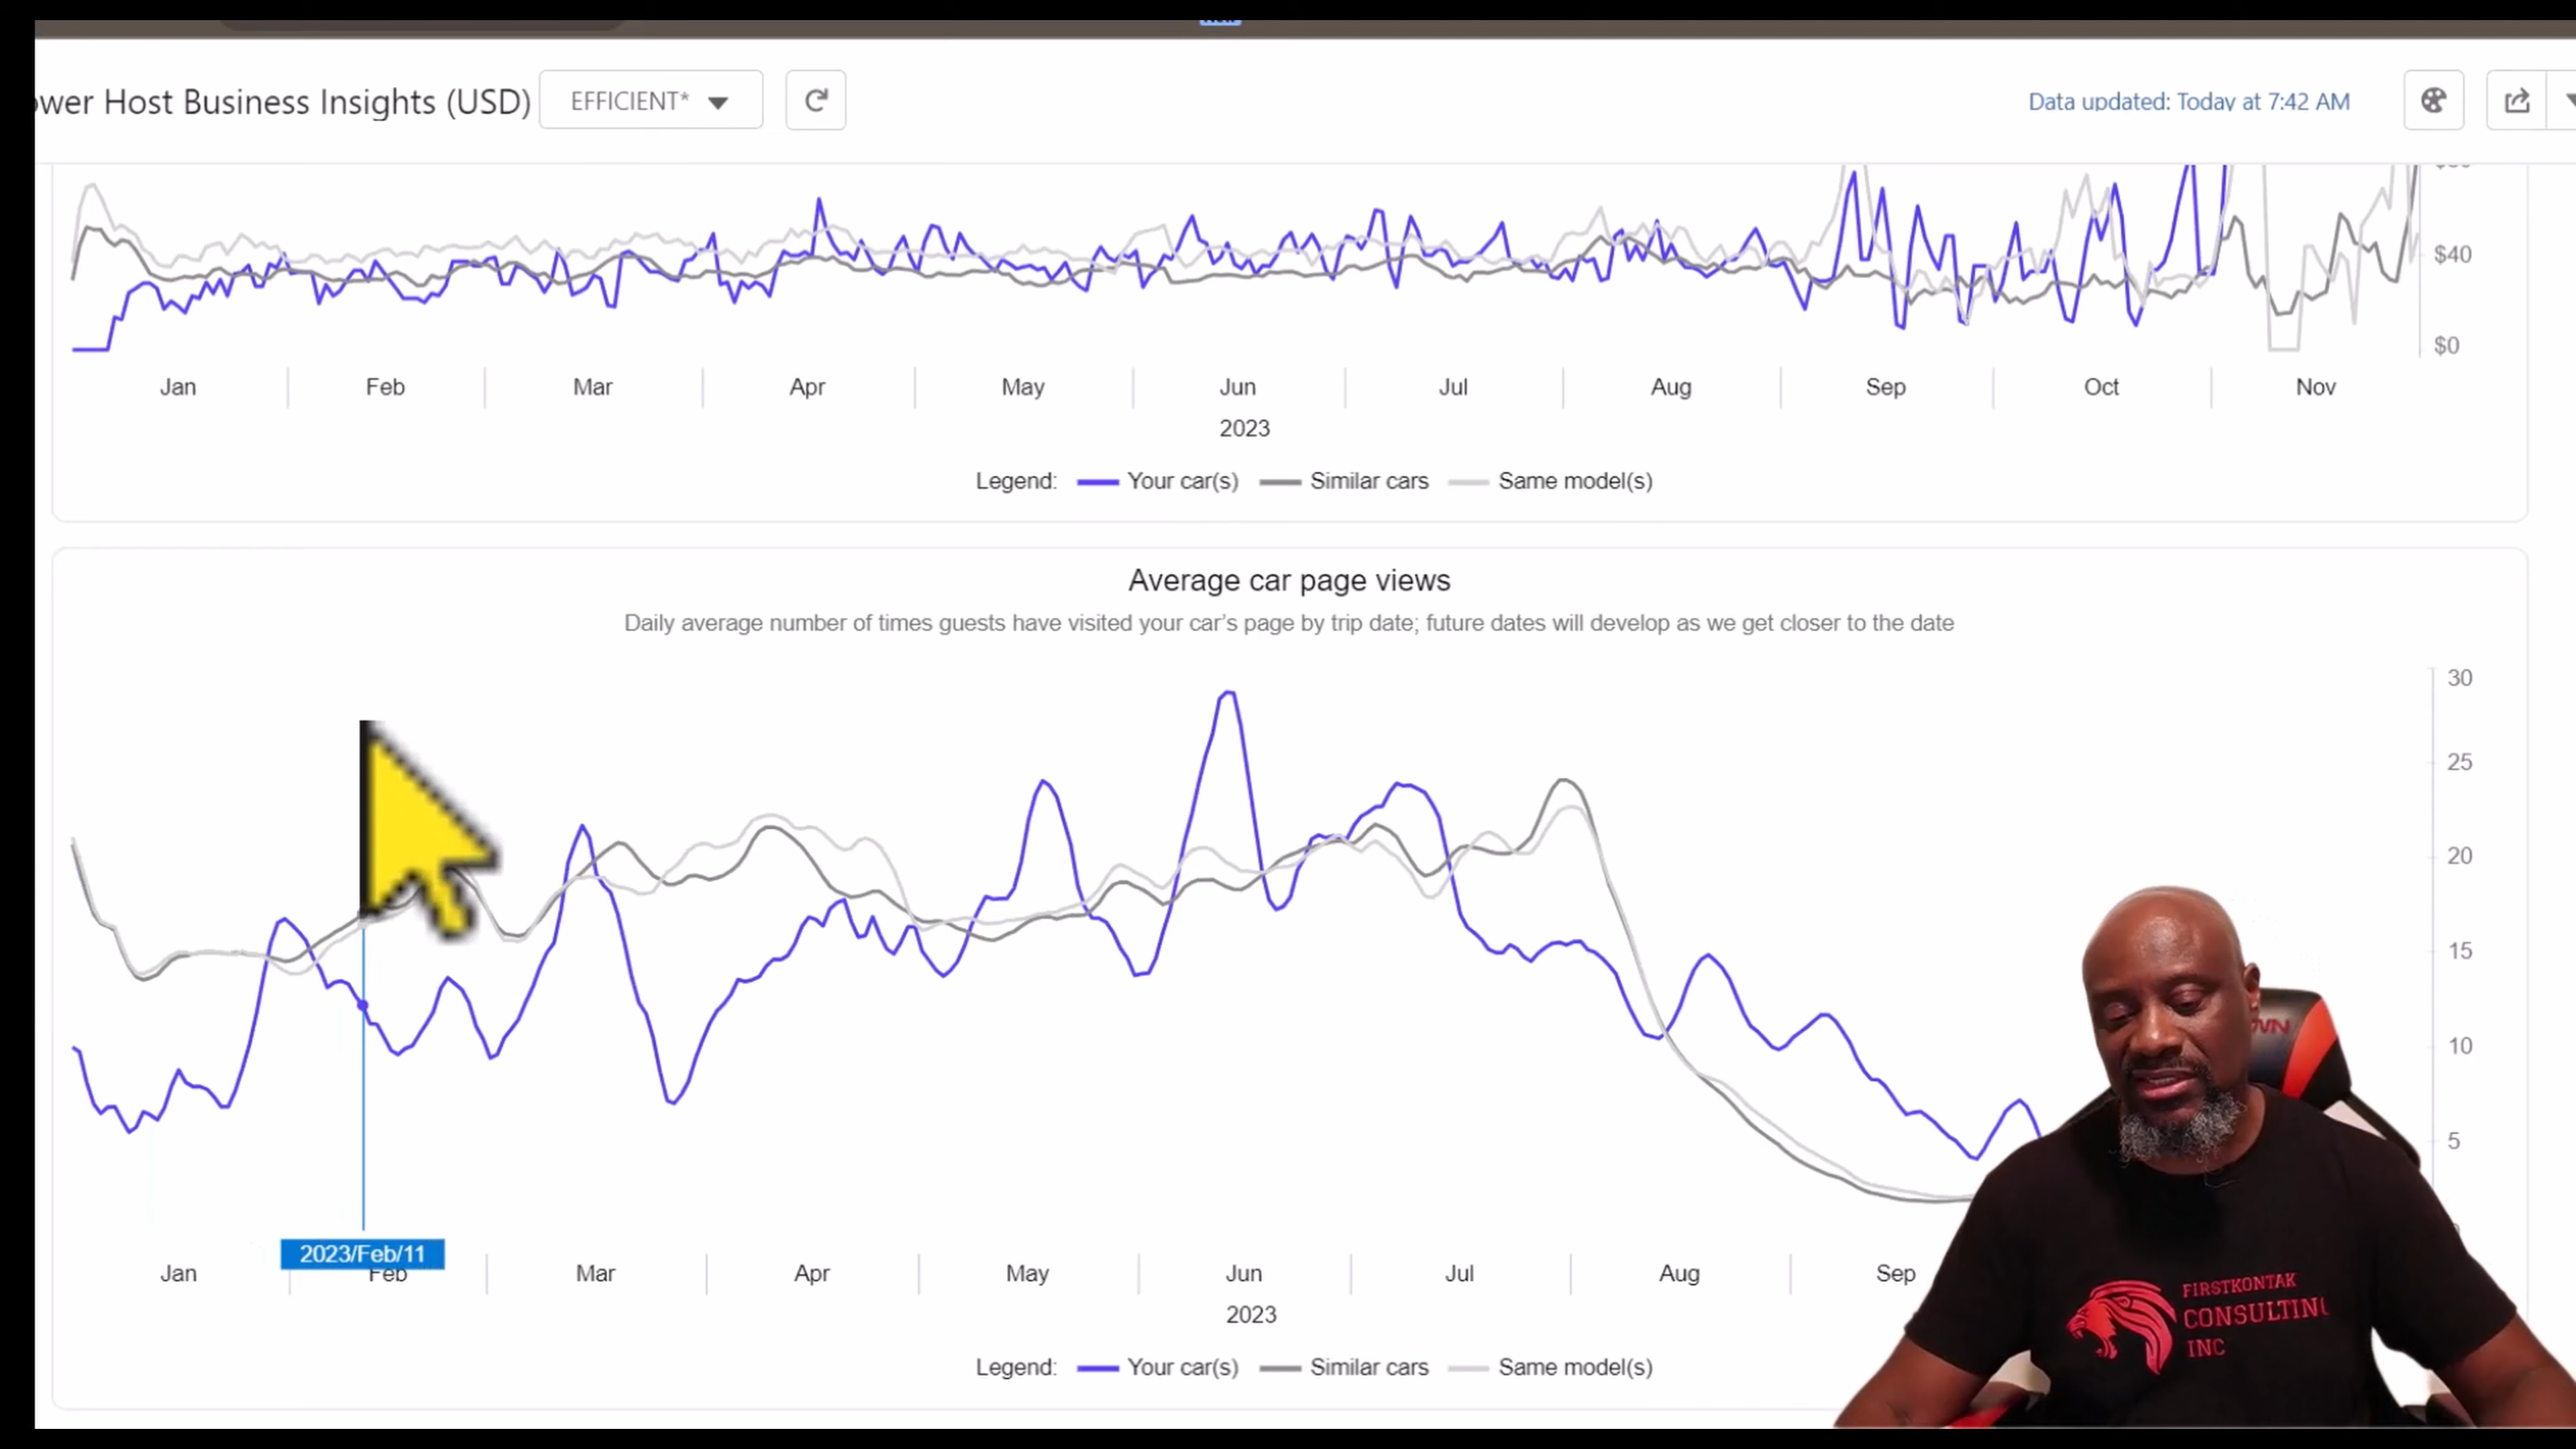 ower Host Business Insights (USD)
EFFICIENT*
Data updated: Today at 7:42 AM
$40
$0
Jan Feb Mar Apr May Jun Jul Aug Sep Oct Nov
2023
Legend: Your car(s) Similar cars Same model(s)
Average car page views
Daily average number of times guests have visited your car's page by trip date; future dates will develop as we get closer to the date
30
25
20
15
10
5
2023/Feb/11
Jan Feb Mar Apr May Jun Jul Aug Sep
2023
Legend: Your car(s) Similar cars Same model(s)
FIRSTKONTAK
CONSULTING
INC